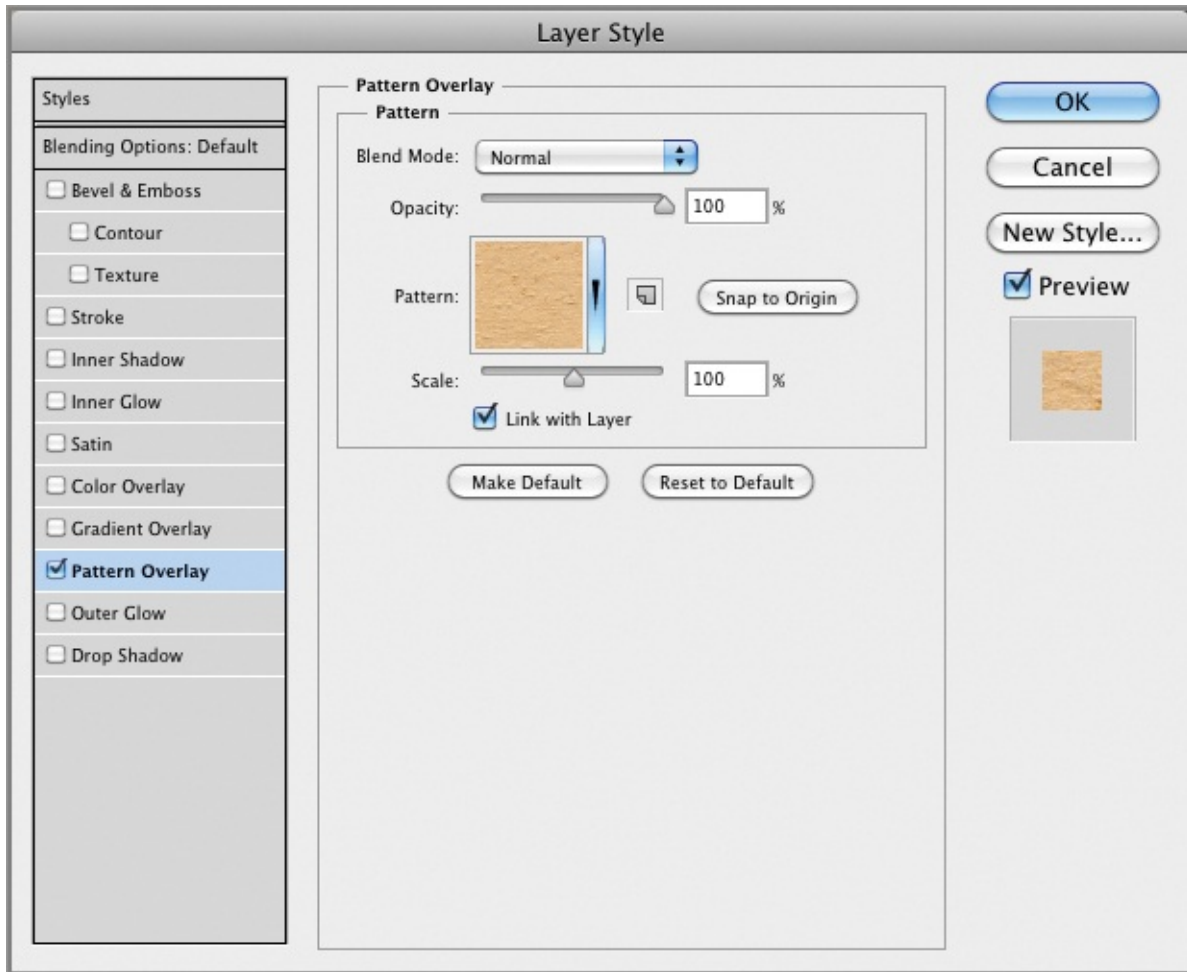 Layer Style
Styles
Blending Options: Default
Bevel & Emboss
Contour
Texture
Stroke
Inner Shadow
Inner Glow
Satin
Color Overlay
Gradient Overlay
Pattern Overlay
Outer Glow
Drop Shadow
Pattern Overlay
Pattern
Blend Mode: Normal
Opacity: 100 %
Pattern: Snap to Origin
Scale: 100 %
Link with Layer
Make Default Reset to Default
OK
Cancel
New Style...
Preview